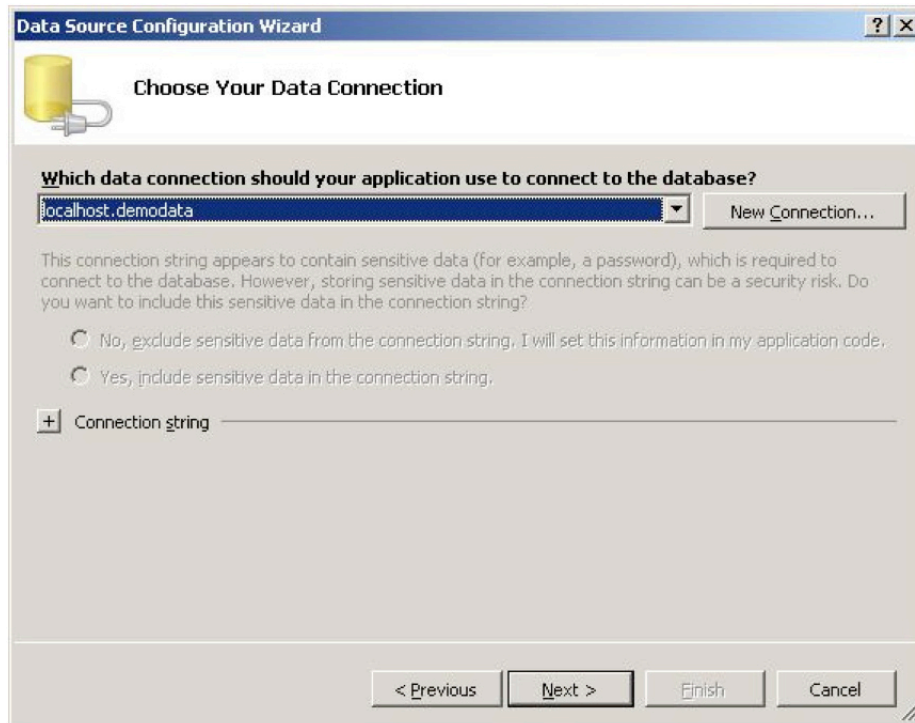 Data Source Configuration Wizard
Choose Your Data Connection
Which data connection should your application use to connect to the database?
localhost.demodata
New Connection...
This connection string appears to contain sensitive data (for example, a password), which is required to
connect to the database. However, storing sensitive data in the connection string can be a security risk. Do
you want to include this sensitive data in the connection string?
No, exclude sensitive data from the connection string. I will set this information in my application code.
Yes, include sensitive data in the connection string.
Connection string
< Previous
Next >
Finish
Cancel